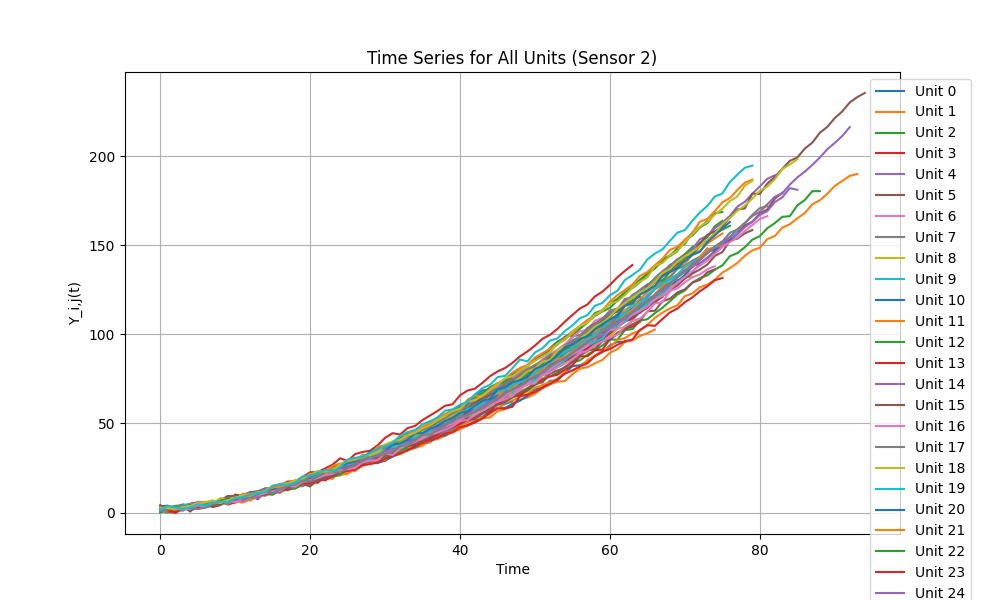 Time Series for All Units (Sensor 2)
Y_i,j(t)
200
150
100
50
0
0 20 40 60 80
Time
Unit 0
Unit 1
Unit 2
Unit 3
Unit 4
Unit 5
Unit 6
Unit 7
Unit 8
Unit 9
Unit 10
Unit 11
Unit 12
Unit 13
Unit 14
Unit 15
Unit 16
Unit 17
Unit 18
Unit 19
Unit 20
Unit 21
Unit 22
Unit 23
Unit 24